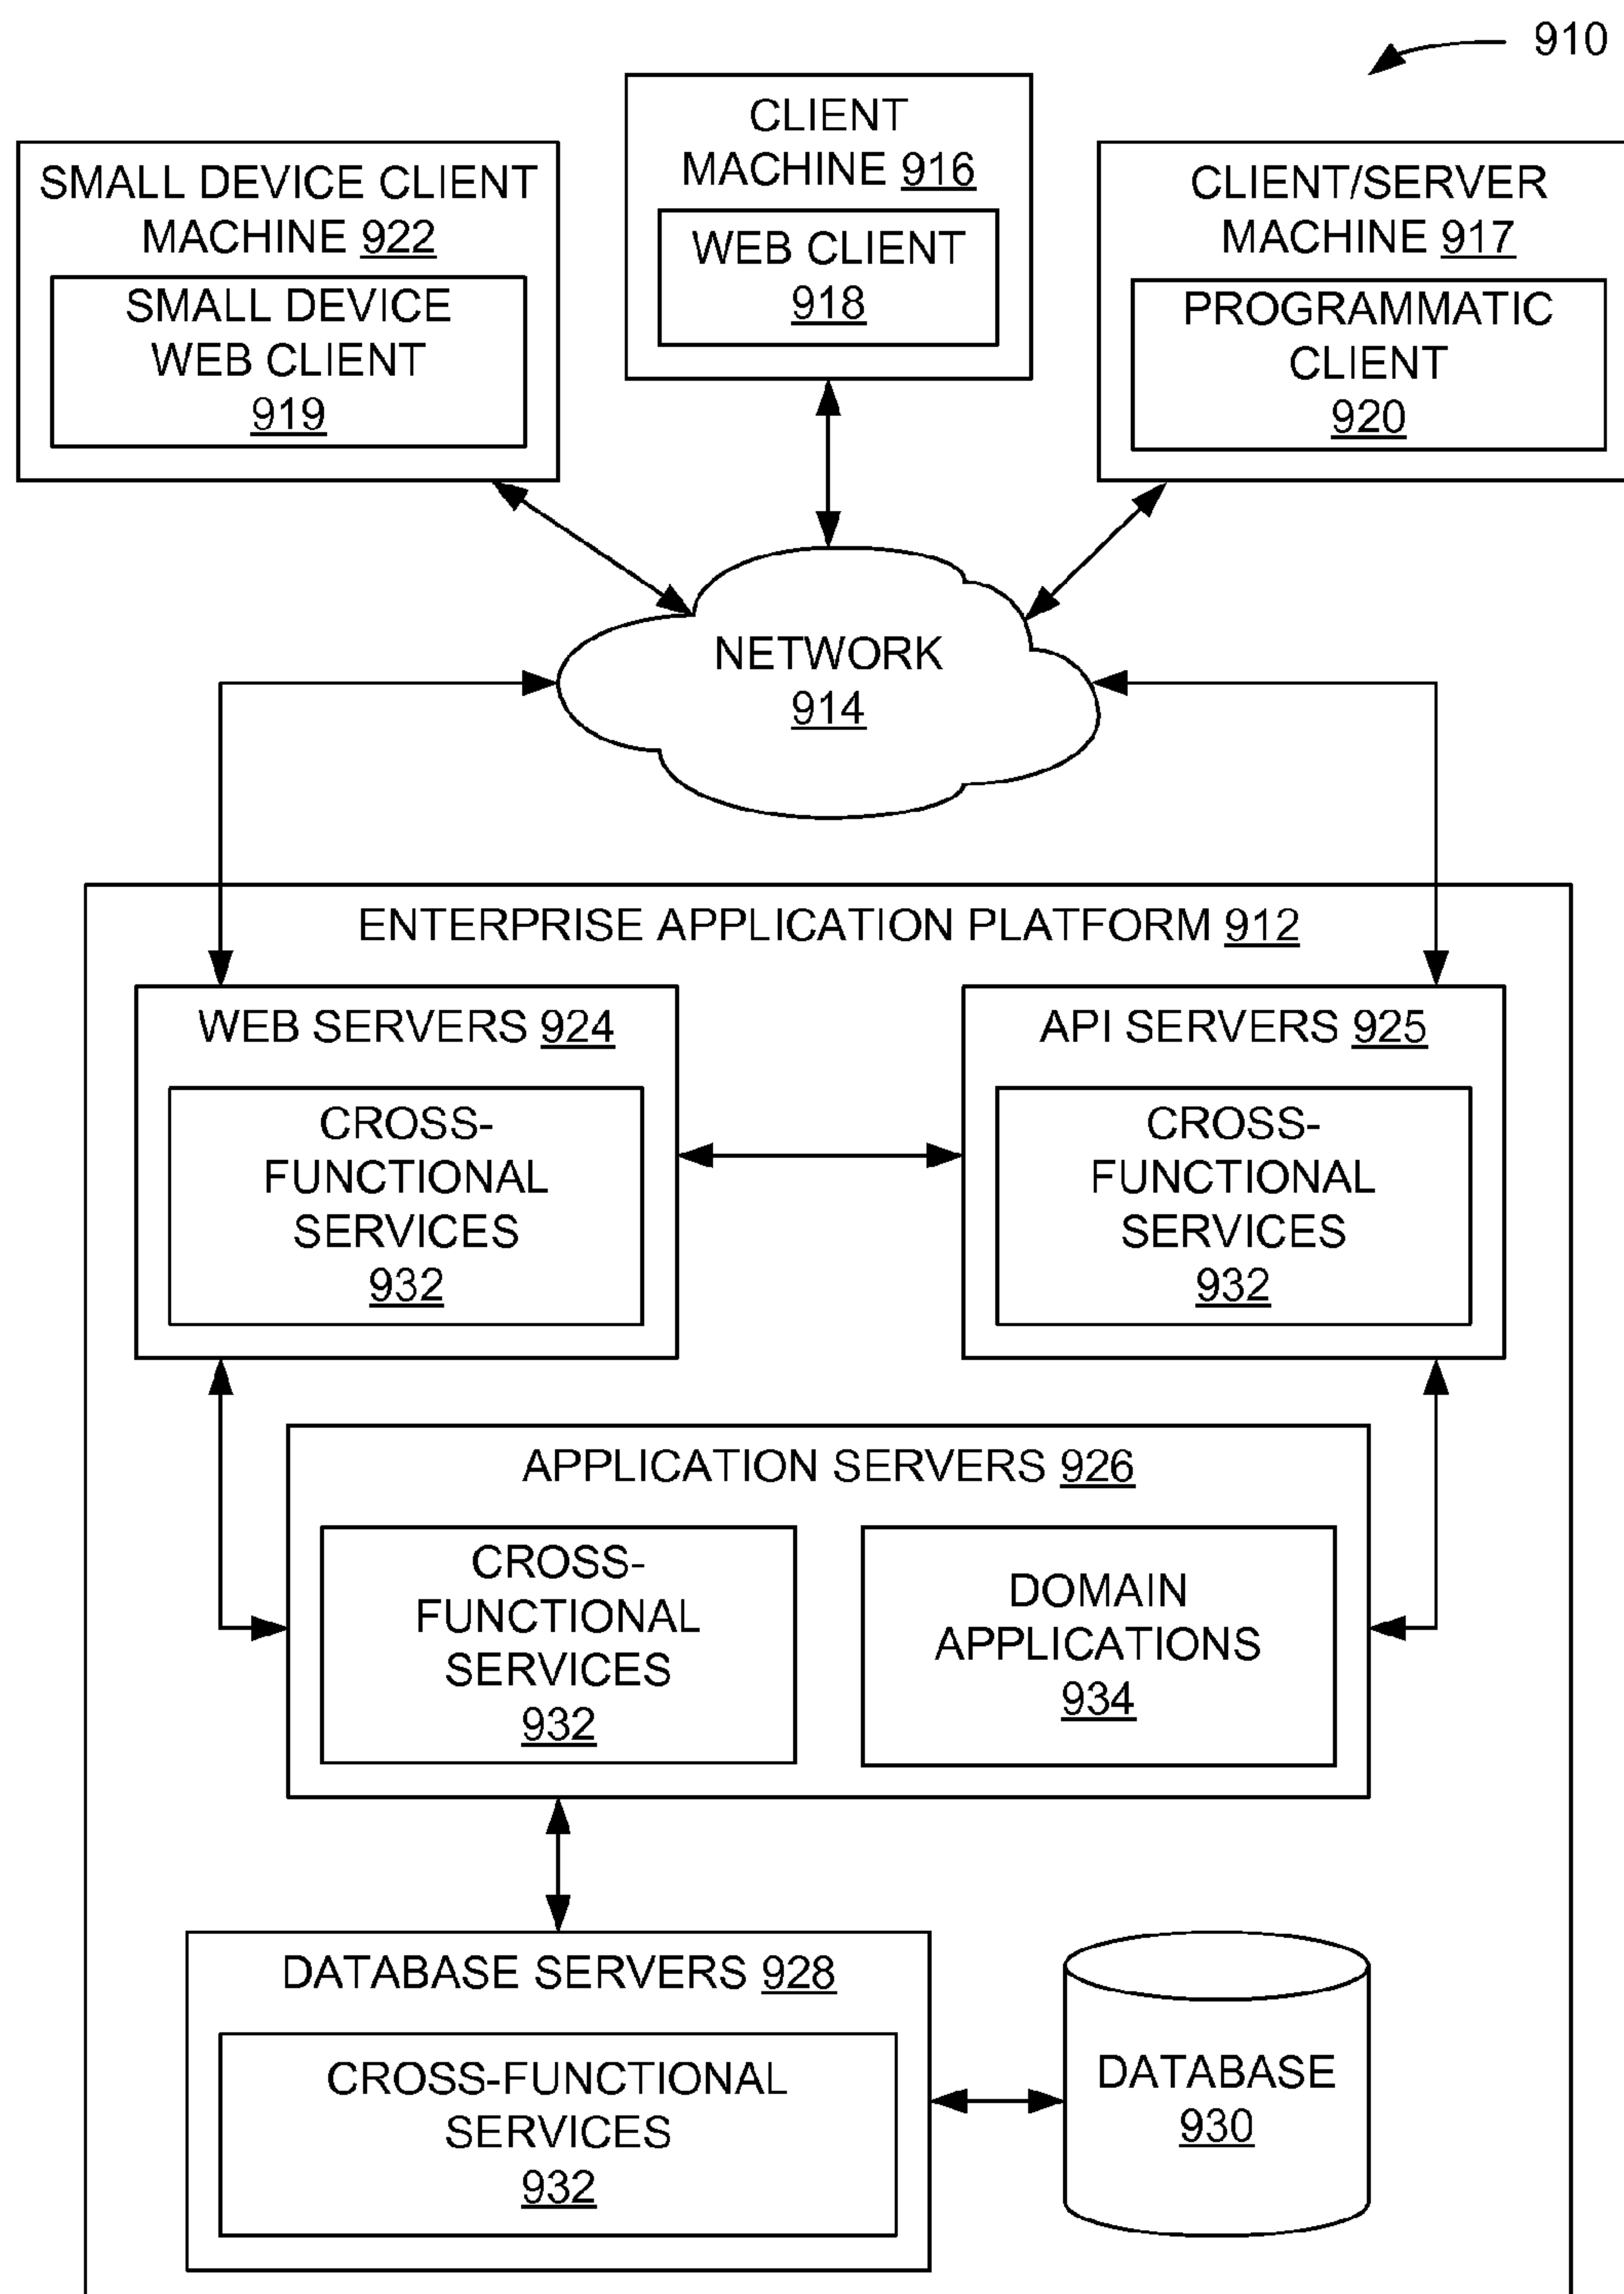 910
CLIENT
MACHINE 916
WEB CLIENT
918
SMALL DEVICE CLIENT
MACHINE 922
SMALL DEVICE
WEB CLIENT
919
CLIENT/SERVER
MACHINE 917
PROGRAMMATIC
CLIENT
920
NETWORK
914
ENTERPRISE APPLICATION PLATFORM 912
WEB SERVERS 924
CROSS-
FUNCTIONAL
SERVICES
932
API SERVERS 925
CROSS-
FUNCTIONAL
SERVICES
932
APPLICATION SERVERS 926
CROSS-
FUNCTIONAL
SERVICES
932
DOMAIN
APPLICATIONS
934
DATABASE SERVERS 928
CROSS-FUNCTIONAL
SERVICES
932
DATABASE
930